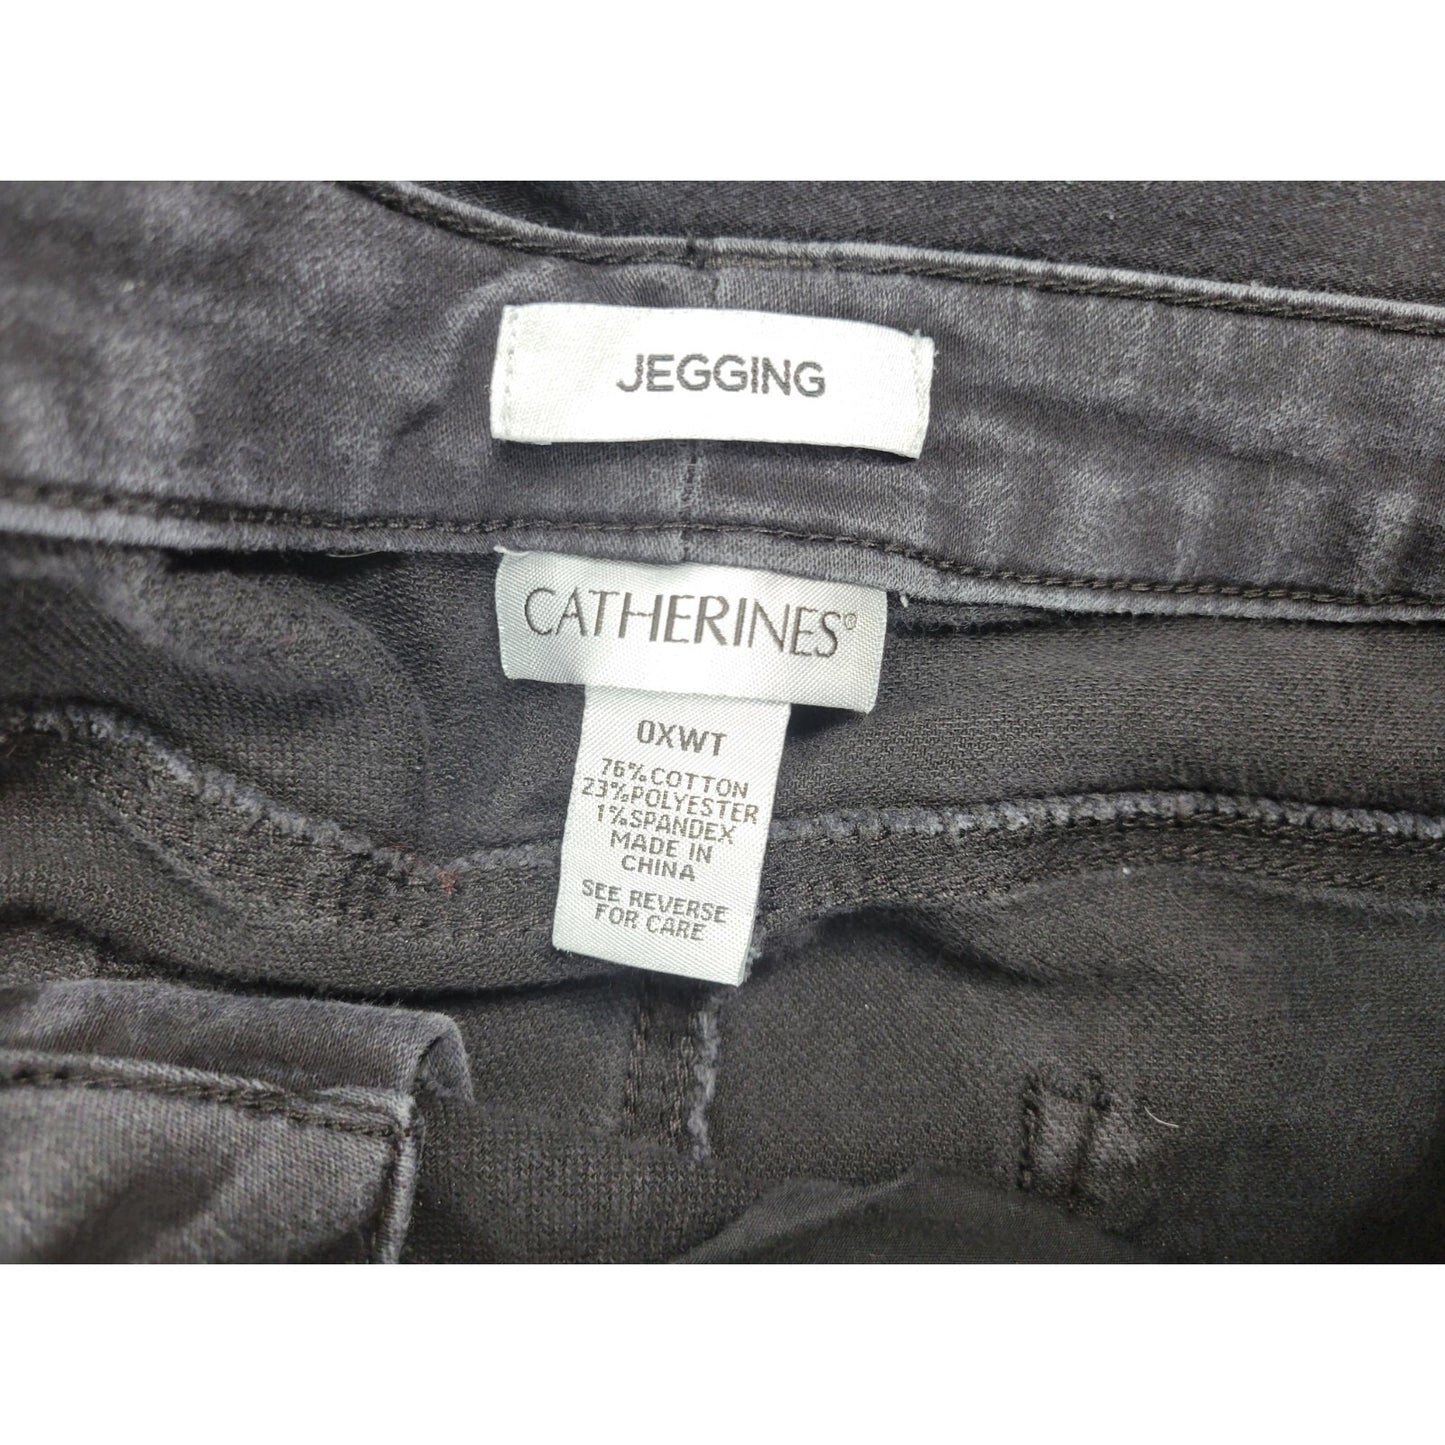 JEGGING
CATHERINES®
0XWT
76%COTTON
23%POLYESTER
1%SPANDEX
MADE IN
CHINA
SEE REVERSE
FOR CARE